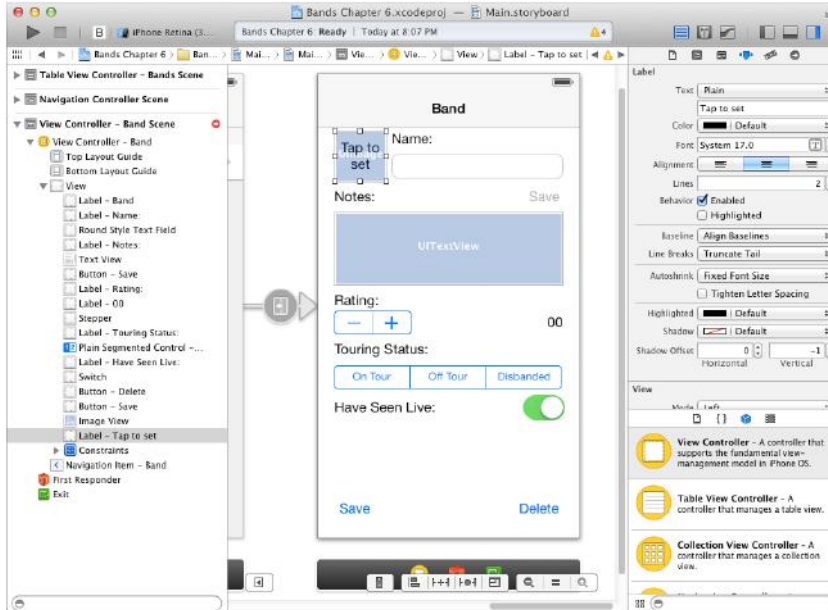 Bands Chapter 6.xcodeproj — Main.storyboard
B iPhone Retina (3...
Bands Chapter 6: Ready | Today at 8:07 PM
4
Bands Chapter 6 Ban... Mai... Mai... Vie... Vie... View Label - Tap to set
Table View Controller - Bands Scene
Navigation Controller Scene
View Controller - Band Scene
View Controller - Band
Top Layout Guide
Bottom Layout Guide
View
Label - Band
Label - Name:
Round Style Text Field
Label - Notes:
Text View
Button - Save
Label - Rating:
Label - 00
Stepper
Label - Touring Status:
Plain Segmented Control - ...
Label - Have Seen Live:
Switch
Button - Delete
Button - Save
Image View
Label - Tap to set
Constraints
Navigation Item - Band
First Responder
Exit
Band
Tap to set
Name:
Notes:
Save
UITextView
Rating:
00
Touring Status:
On Tour Off Tour Disbanded
Have Seen Live:
Save
Delete
Label
Text Plain
Tap to set
Color Default
Font System 17.0
Alignment
Lines 2
Behavior Enabled
Highlighted
Baseline Align Baselines
Line Breaks Truncate Tail
Autoshrink Fixed Font Size
Tighten Letter Spacing
Highlighted Default
Shadow Default
Shadow Offset 0 -1
Horizontal Vertical
View
Mode Left
View Controller - A controller that
supports the fundamental view-
management model in iPhone OS.
Table View Controller - A
controller that manages a table view.
Collection View Controller - A
controller that manages a collection
view.